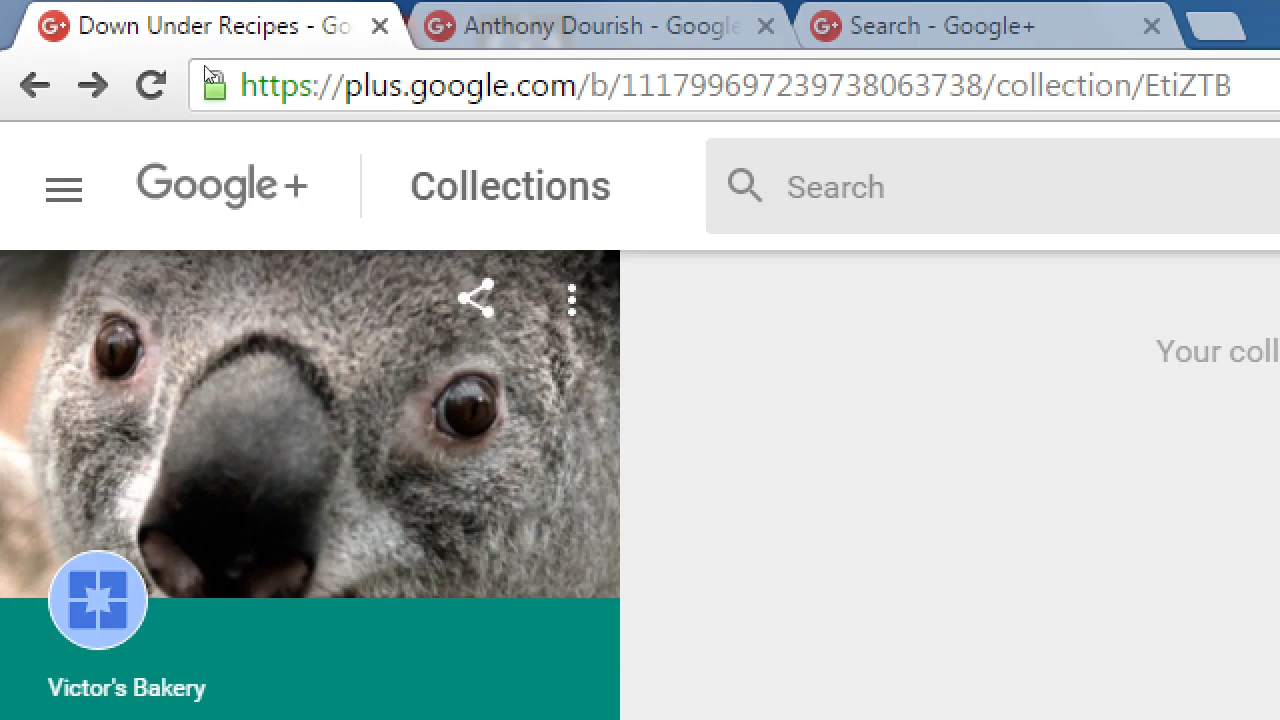 Down Under Recipes - Go
Anthony Dourish - Google
Search - Google+
https://plus.google.com/b/111799697239738063738/collection/EtiZTB
Google+
Collections
Search
Your coll
Victor's Bakery